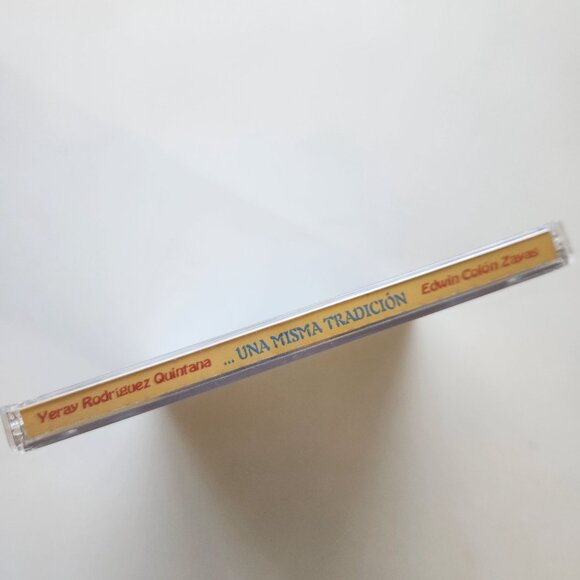 Yeray Rodríguez Quintana ... UNA MISMA TRADICIÓN Edwin Colón Zayas